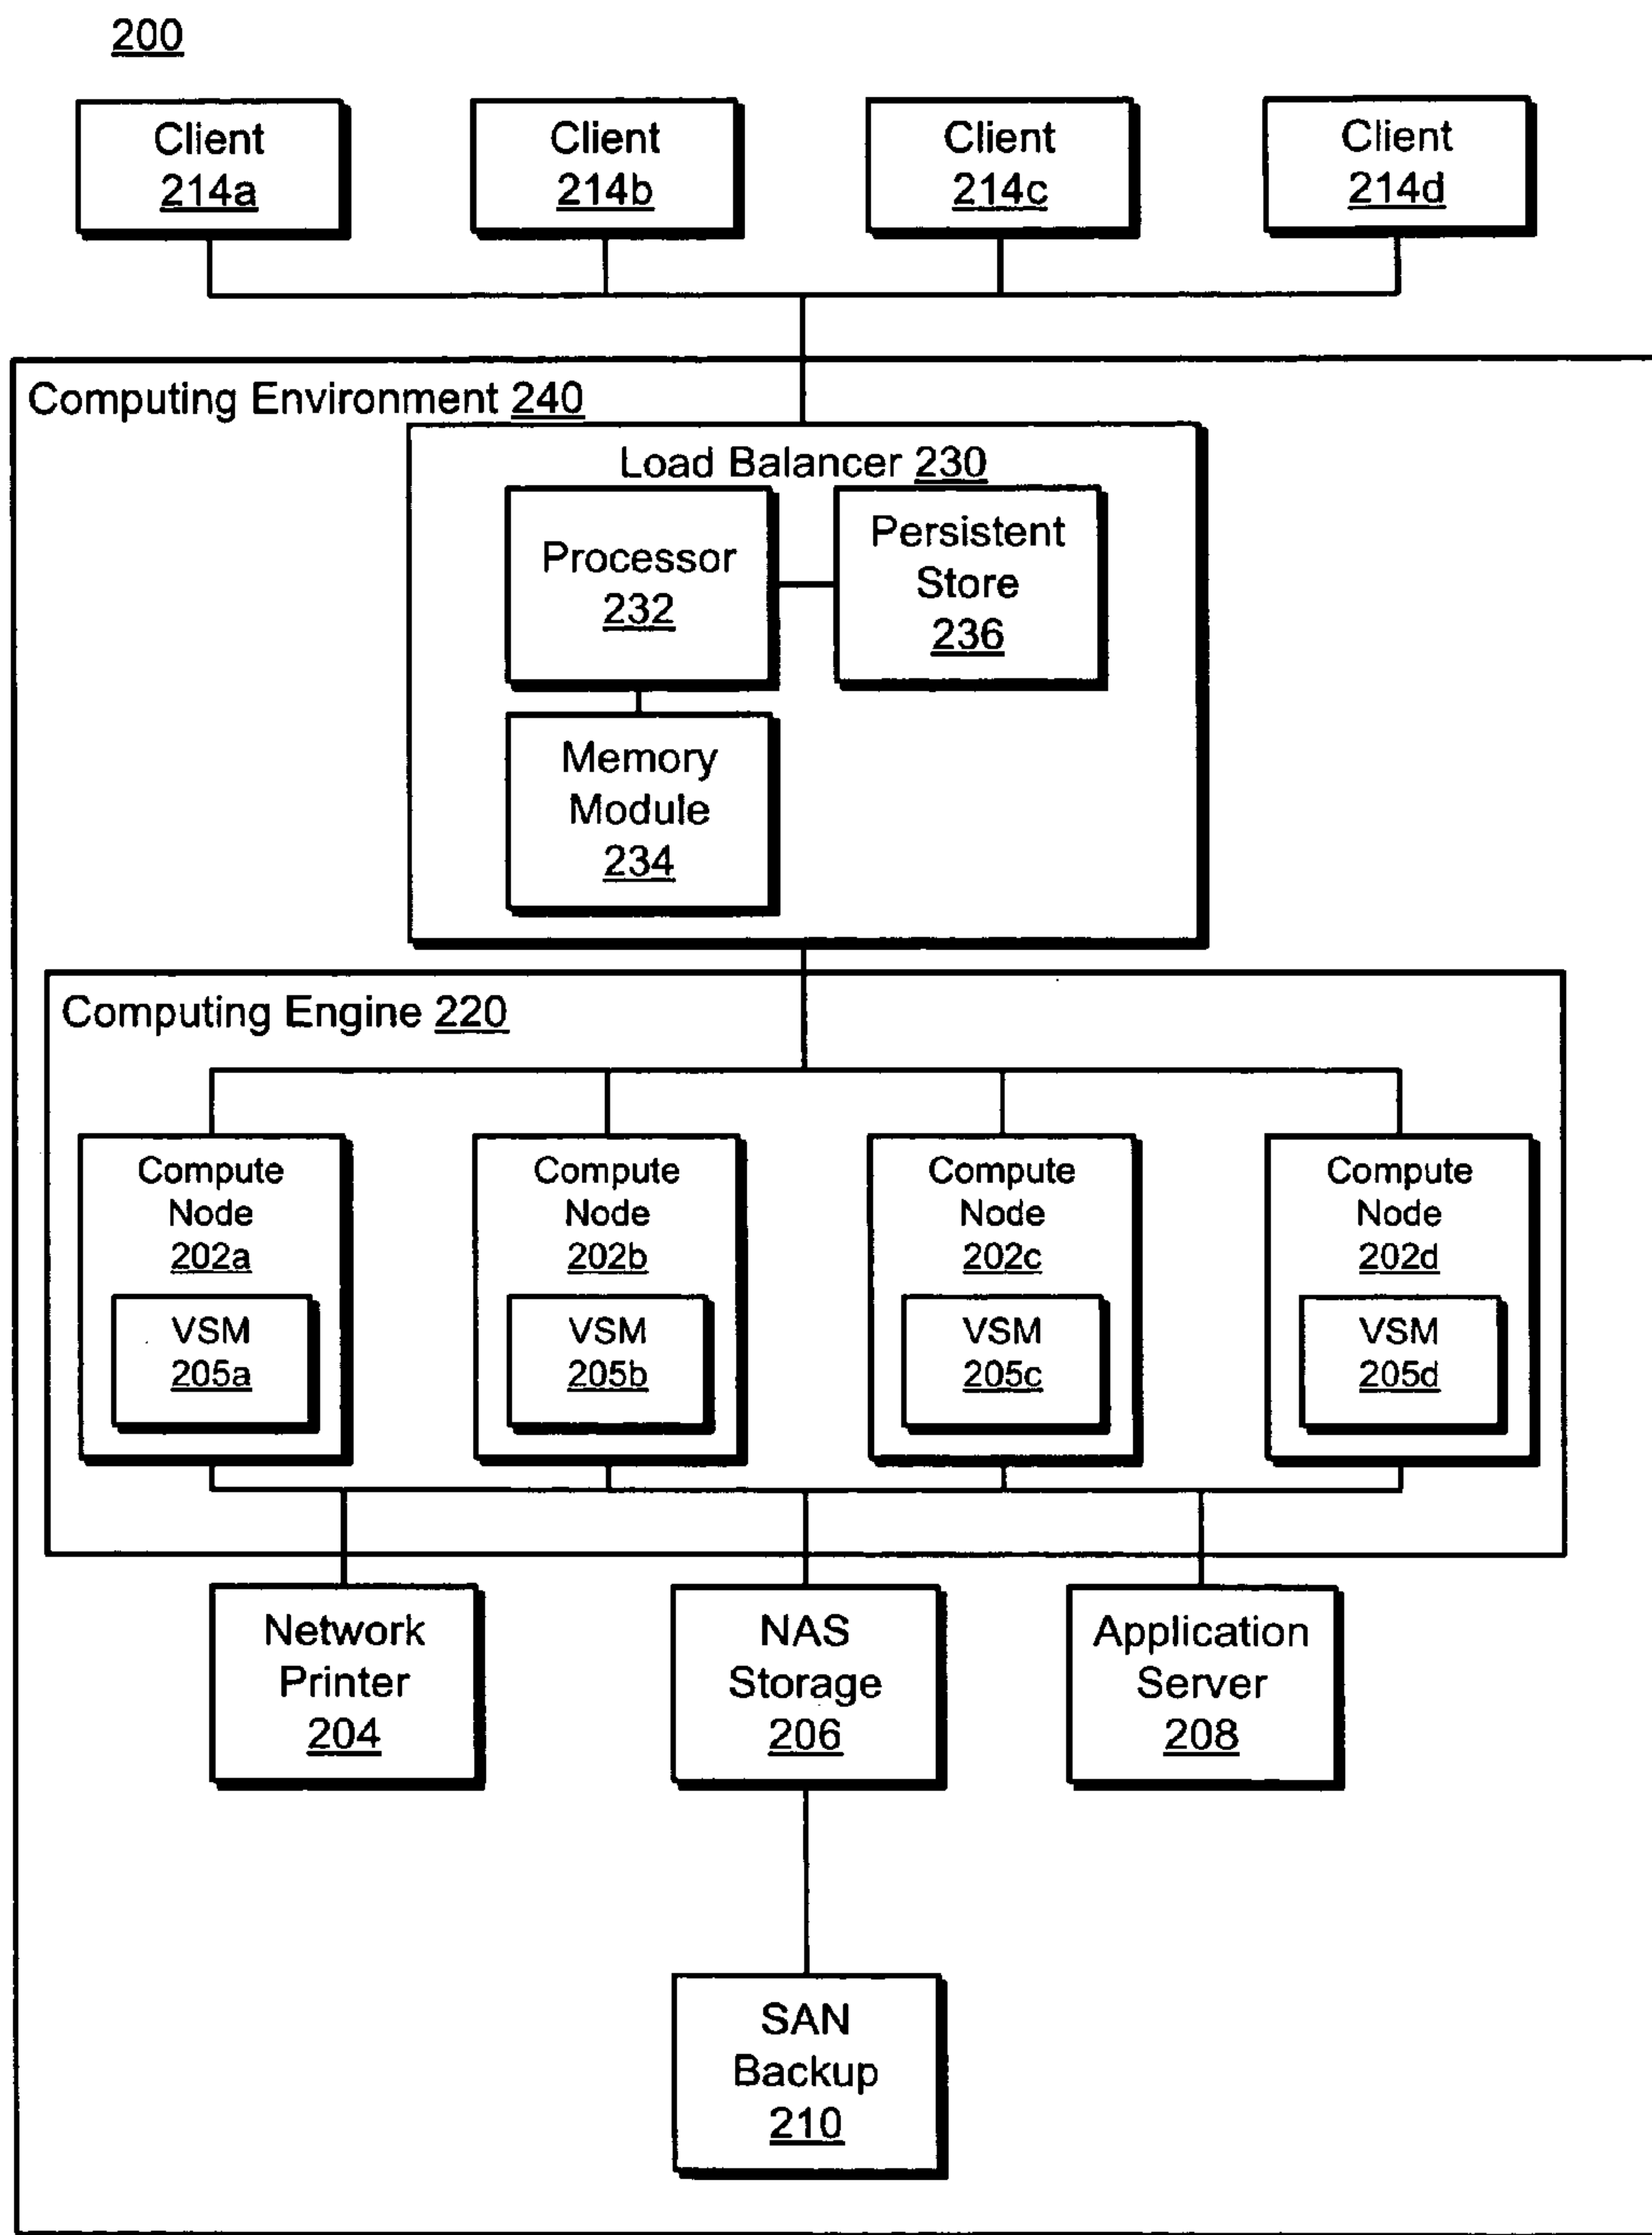 200
Client
214a
Client
214b
Client
214c
Client
214d
Computing Environment 240
Load Balancer 230
Processor
232
Persistent
Store
236
Memory
Module
234
Computing Engine 220
Compute
Node
202a
VSM
205a
Compute
Node
202b
VSM
205b
Compute
Node
202c
VSM
205c
Compute
Node
202d
VSM
205d
Network
Printer
204
NAS
Storage
206
Application
Server
208
SAN
Backup
210